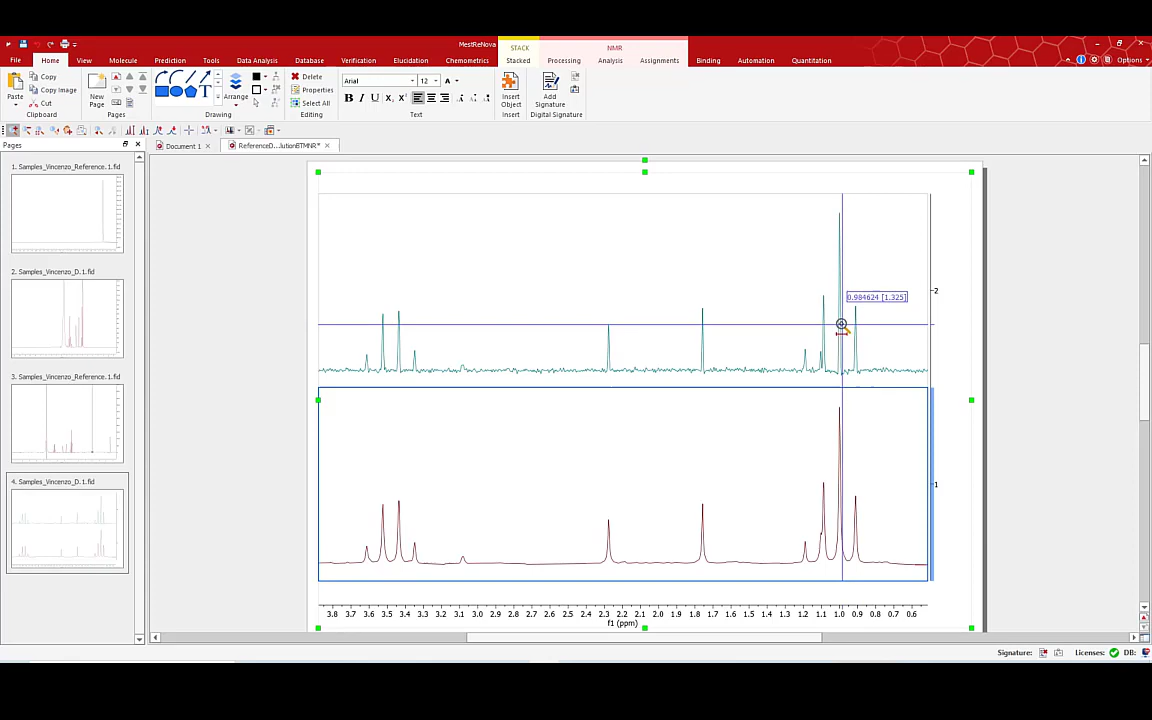 MestReNova
STACK
NMR
File Home View Molecule Prediction Tools Data Analysis Database Verification Elucidation Chemometrics Stacked Processing Analysis Assignments Binding Automation Quantitation Options
Paste
Copy
Copy Image
Cut
Clipboard
New
Page
Pages
T
Drawing
Arrange
Delete
Properties
Select All
Editing
Arial 12 A
B I U X X
Text
Insert
Object
Insert
Add
Signature
Digital Signature
Pages
Document 1
ReferenceD...lutionBTMNR*
1. Samples_Vincenzo_Reference.1.fid
2. Samples_Vincenzo_D.1.fid
3. Samples_Vincenzo_Reference.1.fid
4. Samples_Vincenzo_D.1.fid
2
0.984624 [1.325]
1
3.8 3.7 3.6 3.5 3.4 3.3 3.2 3.1 3.0 2.9 2.8 2.7 2.6 2.5 2.4 2.3 2.2 2.1 2.0 1.9 1.8 1.7 1.6 1.5 1.4 1.3 1.2 1.1 1.0 0.9 0.8 0.7 0.6
f1 (ppm)
Signature: Licenses: DB: